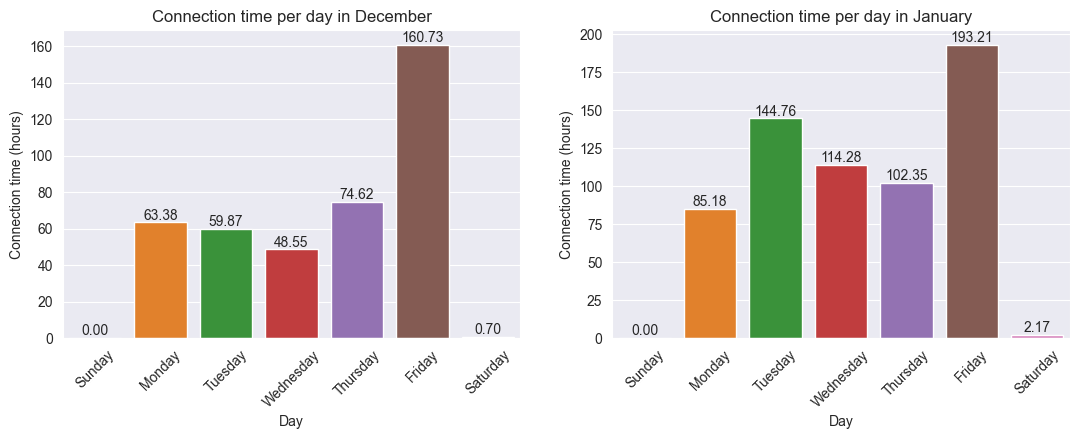 Connection time per day in December
Connection time (hours)
160
140
120
100
80
60
40
20
0
0.00
63.38
59.87
48.55
74.62
160.73
0.70
Sunday
Monday
Tuesday
Wednesday
Thursday
Friday
Saturday
Day
Connection time per day in January
Connection time (hours)
200
175
150
125
100
75
50
25
0
0.00
85.18
144.76
114.28
102.35
193.21
2.17
Sunday
Monday
Tuesday
Wednesday
Thursday
Friday
Saturday
Day